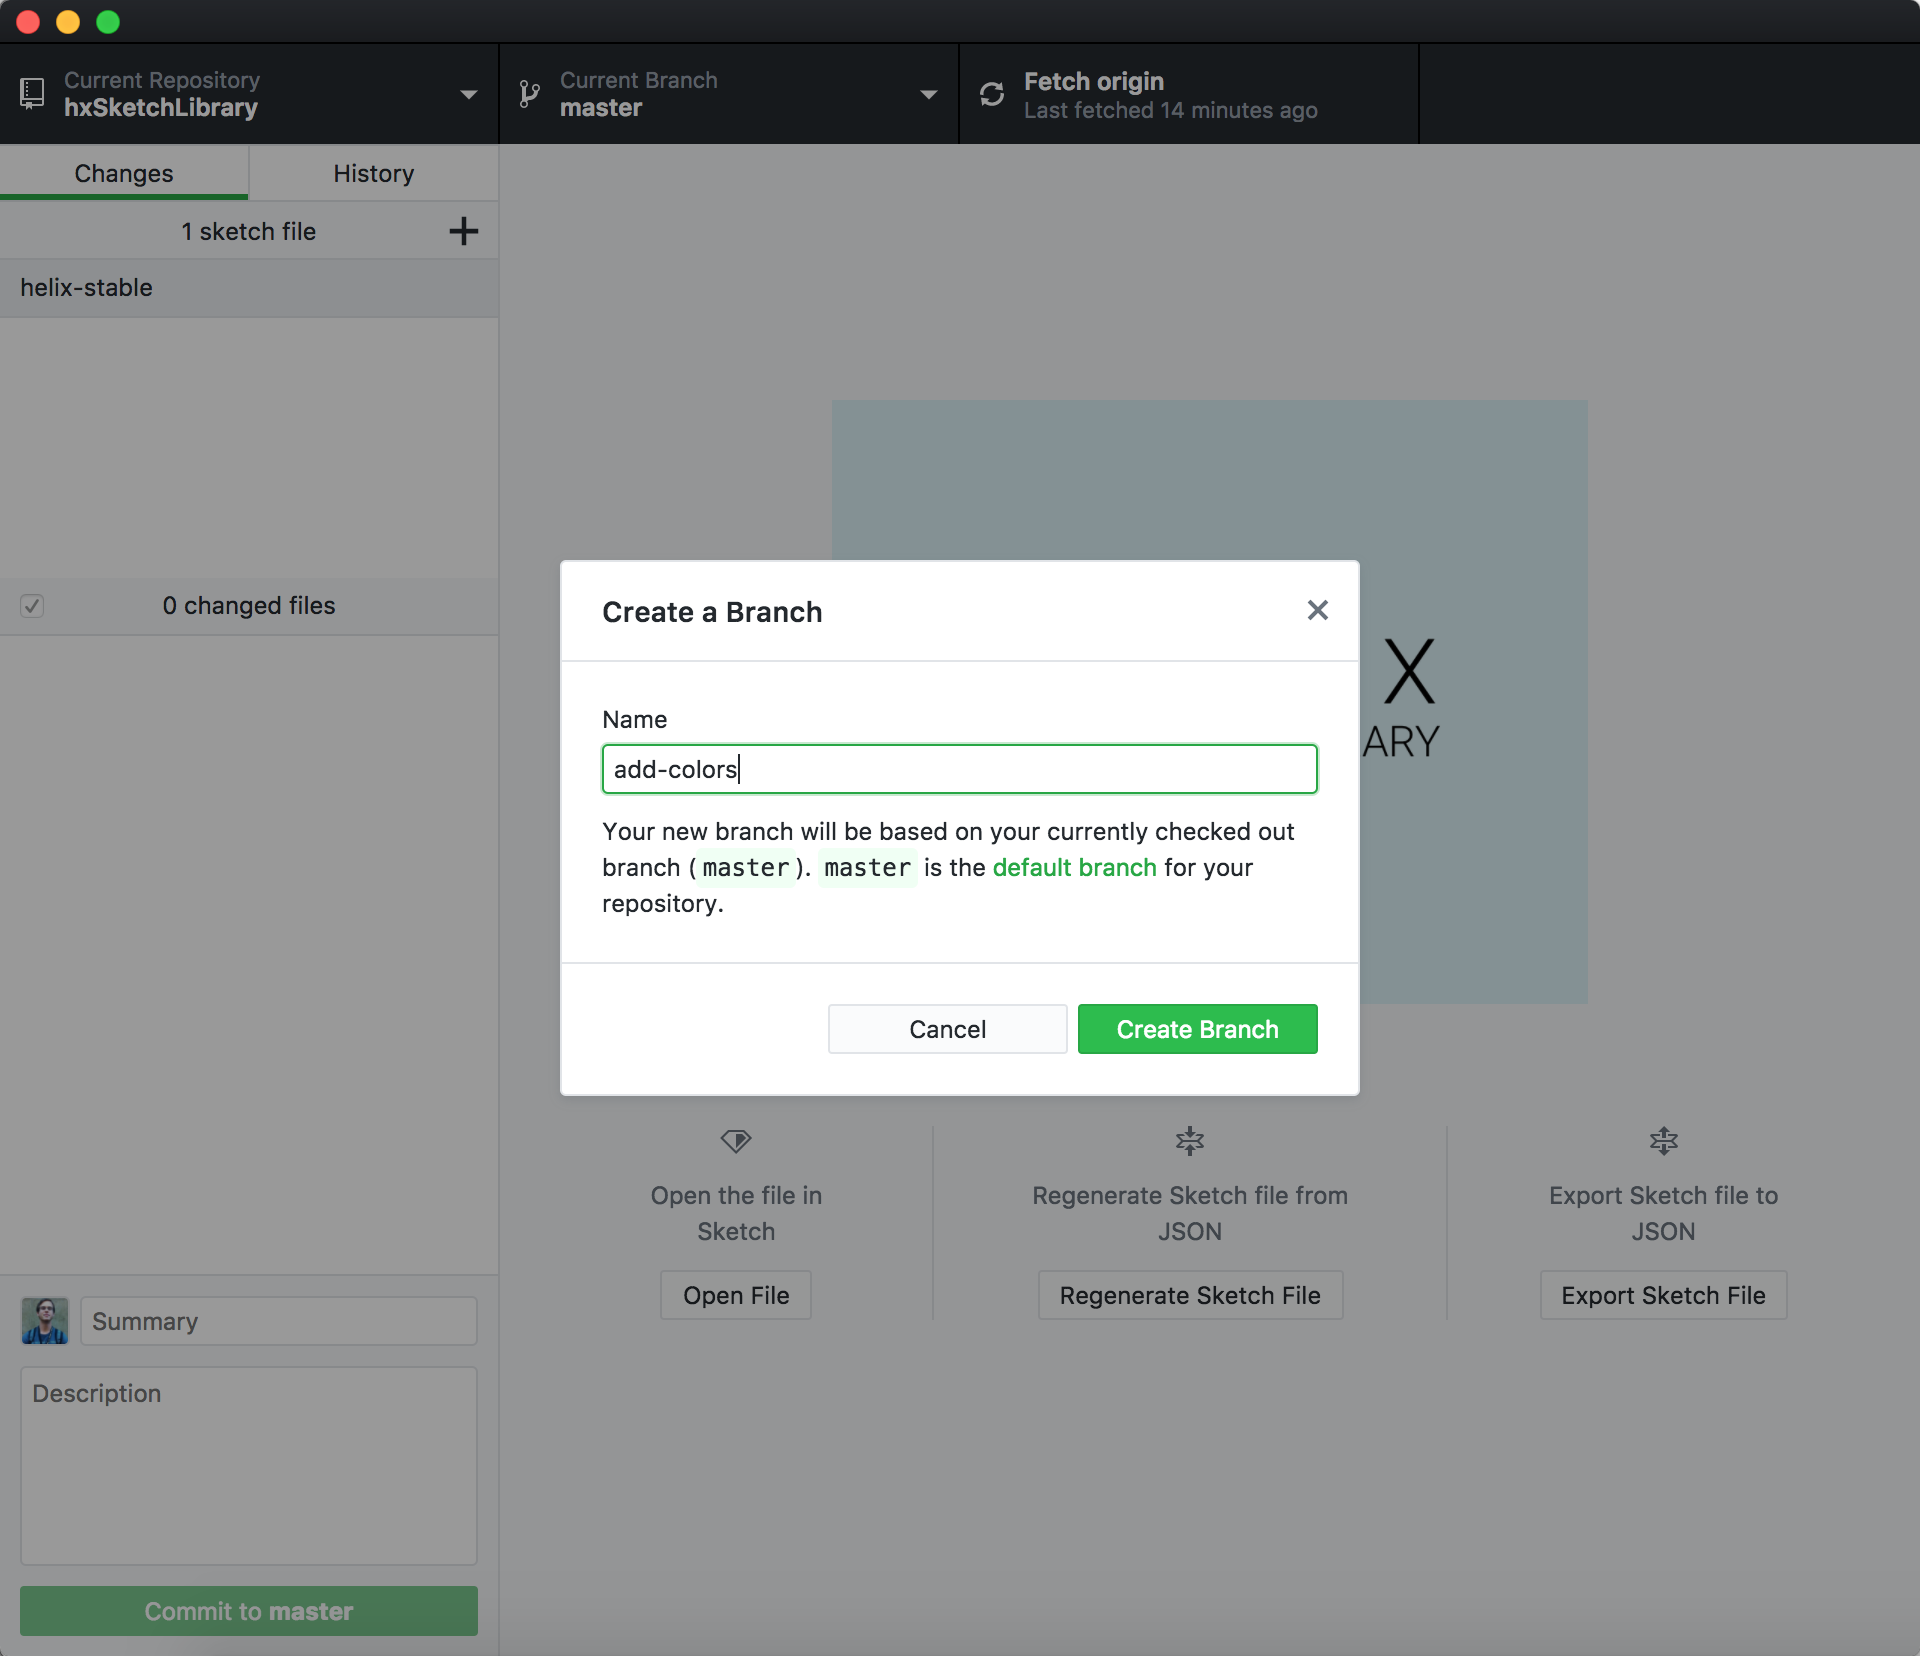 Current Repository
hxSketchLibrary
Current Branch
master
Fetch origin
Last fetched 14 minutes ago
Changes
History
1 sketch file
helix-stable
0 changed files
X
ARY
Create a Branch
Name
add-colors
Your new branch will be based on your currently checked out
branch (master). master is the default branch for your
repository.
Cancel
Create Branch
Open the file in
Sketch
Open File
Regenerate Sketch file from
JSON
Regenerate Sketch File
Export Sketch file to
JSON
Export Sketch File
Summary
Description
Commit to master